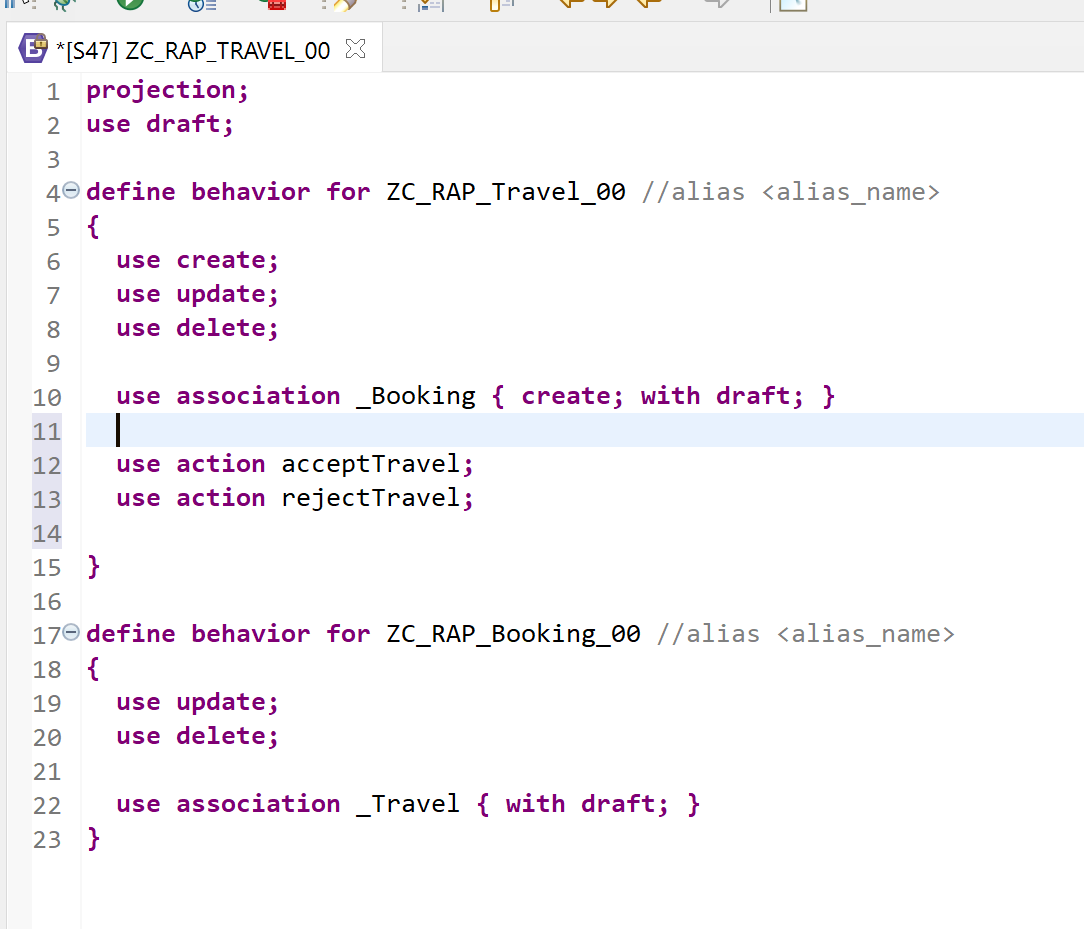 *[S47] ZC_RAP_TRAVEL_00
1 projection;
2 use draft;
3
4 define behavior for ZC_RAP_Travel_00 //alias <alias_name>
5 {
6   use create;
7   use update;
8   use delete;
9
10   use association _Booking { create; with draft; }
11
12   use action acceptTravel;
13   use action rejectTravel;
14
15 }
16
17 define behavior for ZC_RAP_Booking_00 //alias <alias_name>
18 {
19   use update;
20   use delete;
21
22   use association _Travel { with draft; }
23 }